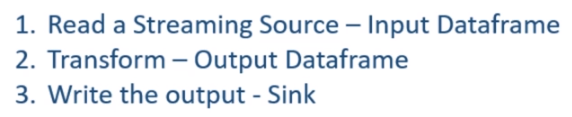 1. Read a Streaming Source – Input Dataframe
2. Transform – Output Dataframe
3. Write the output - Sink